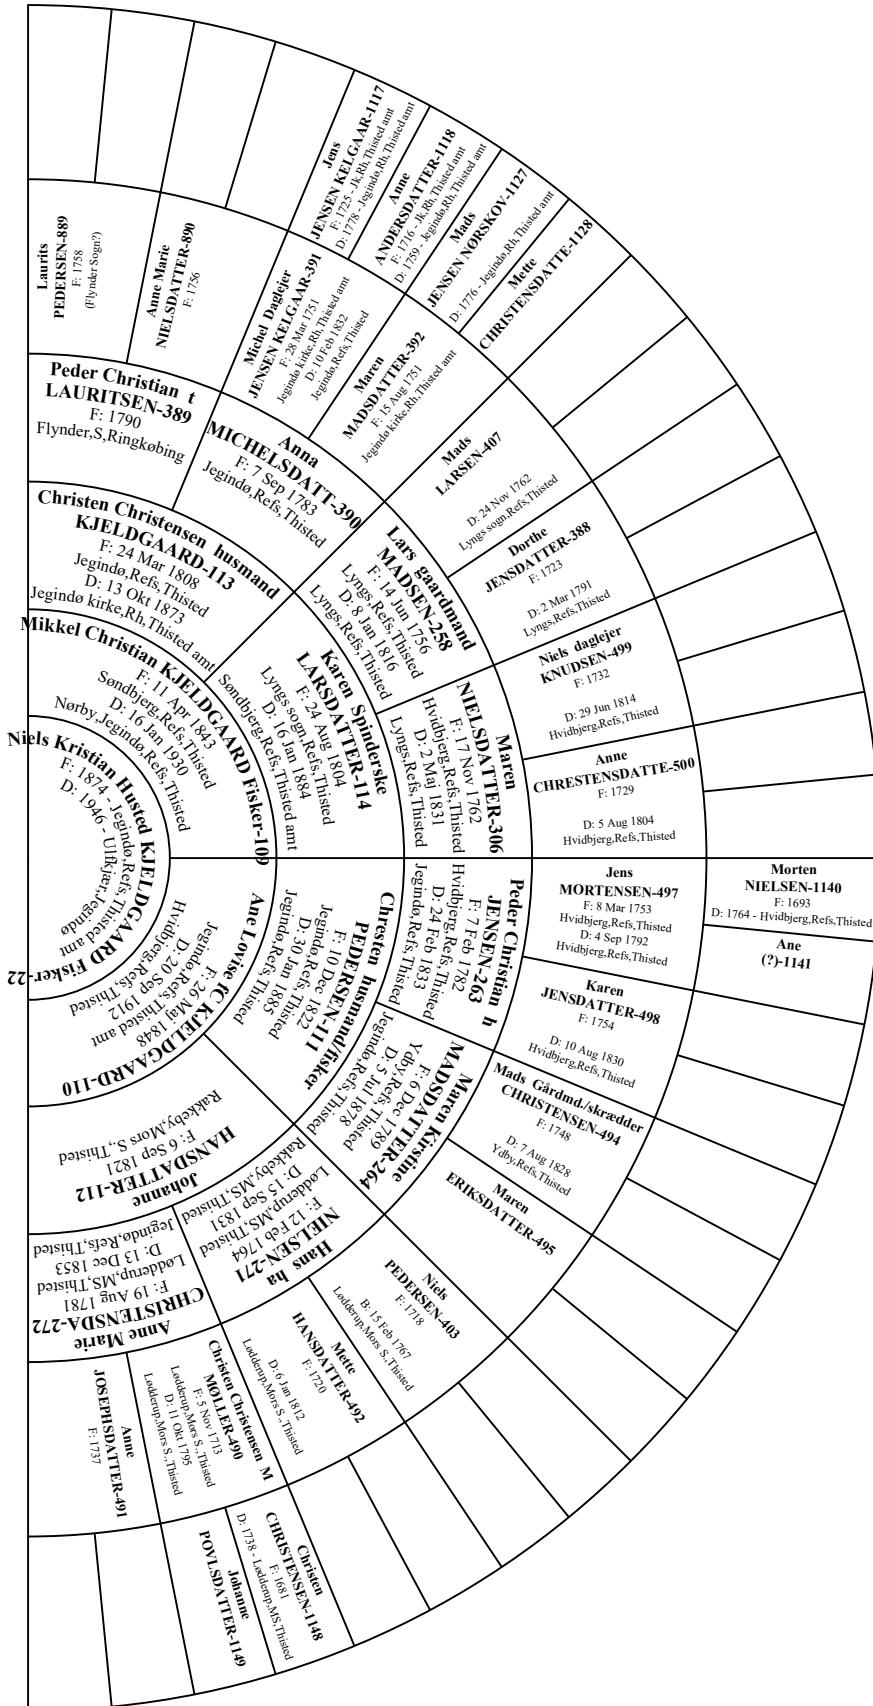 Niels Kristian Husted KJELDGAARD Fisker-22
F: 1874 - Jegindø,Refs,Thisted amt
D: 1946 - Ulfkjær,Jegindø
Mikkel Christian KJELDGAARD Fisker-109
F: 11 Apr 1843
Søndbjerg,Refs,Thisted
D: 16 Jan 1930
Nørby,Jegindø,Refs,Thisted
Ane Lovise fC KJELDGAARD-110
F: 26 Maj 1848
Jegindø,Refs,Thisted amt
D: 20 Sep 1912
Hvidbjerg,Refs,Thisted
Christen Christensen husmand
KJELDGAARD-113
F: 24 Mar 1808
Jegindø,Refs,Thisted
D: 13 Okt 1873
Jegindø kirke,Rh,Thisted amt
Karen Spinderske
LARSDATTER-114
F: 24 Aug 1804
Lyngs sogn,Refs,Thisted
D: 16 Jan 1884
Søndbjerg,Refs,Thisted amt
Chresten husmand/fisker
PEDERSEN-111
F: 10 Dec 1822
Jegindø,Refs,Thisted
D: 30 Jan 1885
Jegindø,Refs,Thisted
Johanne
HANSDATTER-112
F: 6 Sep 1821
Rakkeby,Mors S.,Thisted
Peder Christian t
LAURITSEN-389
F: 1790
Flynder,S,Ringkøbing
Anna
MICHELSDATT-390
F: 7 Sep 1783
Jegindø,Refs,Thisted
Lars gaardmand
MADSEN-258
F: 14 Jun 1756
Lyngs,Refs,Thisted
D: 8 Jan 1816
Lyngs,Refs,Thisted
Maren
NIELSDATTER-306
F: 17 Nov 1762
Hvidbjerg,Refs,Thisted
D: 2 Maj 1831
Lyngs,Refs,Thisted
Peder Christian h
JENSEN-263
F: 7 Feb 1782
Hvidbjerg,Refs,Thisted
D: 24 Feb 1833
Jegindø,Refs,Thisted
Maren Kirstine
MADSDATTER-264
F: 6 Dec 1789
Ydby,Refs,Thisted
D: 5 Jul 1878
Jegindø,Refs,Thisted
Hans ha
NIELSEN-271
F: 12 Feb 1764
Lødderup,MS,Thisted
D: 15 Sep 1831
Rakkeby,MS,Thisted
Anne Marie
CHRISTENSDA-272
F: 19 Aug 1781
Lødderup,MS,Thisted
D: 13 Dec 1853
Jegindø,Refs,Thisted
Laurits
PEDERSEN-889
F: 1758
(Flynder Sogn?)
Anne Marie
NIELSDATTER-890
F: 1756
Michel Daglejer
JENSEN KELGAAR-391
F: 28 Mar 1751
Jegindø kirke,Rh,Thisted amt
D: 10 Feb 1832
Jegindø,Refs,Thisted
Maren
MADSDATTER-392
F: 15 Aug 1751
Jegindø kirke,Rh,Thisted amt
Mads
LARSEN-407
D: 24 Nov 1762
Lyngs sogn,Refs,Thisted
Dorthe
JENSDATTER-388
F: 1723
D: 2 Mar 1791
Lyngs,Refs,Thisted
Niels daglejer
KNUDSEN-499
F: 1732
D: 29 Jun 1814
Hvidbjerg,Refs,Thisted
Anne
CHRESTENSDATTE-500
F: 1729
D: 5 Aug 1804
Hvidbjerg,Refs,Thisted
Jens
MORTENSEN-497
F: 8 Mar 1753
Hvidbjerg,Refs,Thisted
D: 4 Sep 1792
Hvidbjerg,Refs,Thisted
Karen
JENSDATTER-498
F: 1754
D: 10 Aug 1830
Hvidbjerg,Refs,Thisted
Mads Gårdmd./skrædder
CHRISTENSEN-494
F: 1748
D: 7 Aug 1828
Ydby,Refs,Thisted
Maren
ERIKSDATTER-495
Niels
PEDERSEN-403
F: 1718
B: 15 Feb 1767
Lødderup,Mors S.,Thisted
Mette
HANSDATTER-492
F: 1720
D: 6 Jan 1812
Lødderup,Mors S.,Thisted
Christen Christensen M
MØLLER-490
F: 5 Nov 1713
Lødderup,Mors S.,Thisted
D: 11 Okt 1795
Lødderup,Mors S.,Thisted
Anne
JOSEPHSDATTER-491
F: 1737
Jens
JENSEN KELGAAR-1117
F: 1725 - Jk,Rh,Thisted amt
D: 1778 - Jegindø,Rh,Thisted amt
Anne
ANDERSDATTER-1118
F: 1716 - Jk,Rh,Thisted amt
D: 1759 - Jegindø,Rh,Thisted amt
Mads
JENSEN NØRSKOV-1127
D: 1776 - Jegindø,Rh,Thisted amt
Mette
CHRISTENSDATTE-1128
Morten
NIELSEN-1140
F: 1693
D: 1764 - Hvidbjerg,Refs,Thisted
Ane
(?)-1141
Christen
CHRISTENSEN-1148
F: 1681
D: 1738 - Lødderup,MS,Thisted
Johanne
POVLSDATTER-1149